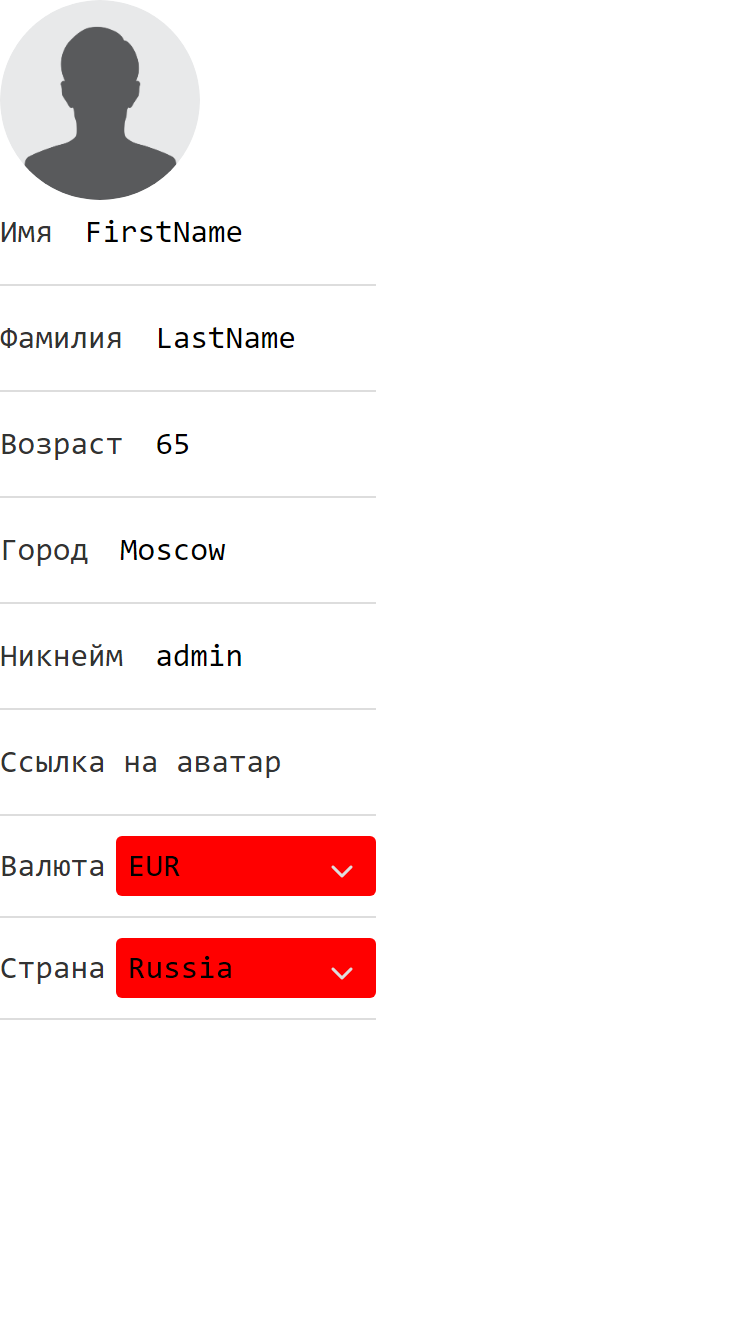 Имя FirstName
Фамилия LastName
Возраст 65
Город Moscow
Никнейм admin
Ссылка на аватар
Валюта EUR
Страна Russia